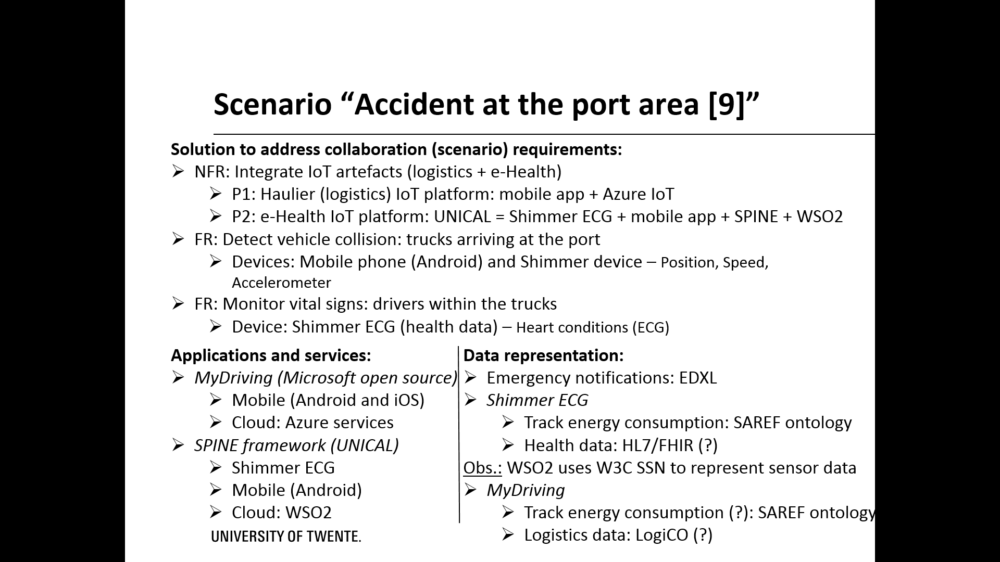 Scenario “Accident at the port area [9]”
Solution to address collaboration (scenario) requirements:
➢ NFR: Integrate IoT artefacts (logistics + e-Health)
➢ P1: Haulier (logistics) IoT platform: mobile app + Azure IoT
➢ P2: e-Health IoT platform: UNICAL = Shimmer ECG + mobile app + SPINE + WSO2
➢ FR: Detect vehicle collision: trucks arriving at the port
➢ Devices: Mobile phone (Android) and Shimmer device – Position, Speed,
Accelerometer
➢ FR: Monitor vital signs: drivers within the trucks
➢ Device: Shimmer ECG (health data) – Heart conditions (ECG)
Applications and services:
➢ MyDriving (Microsoft open source)
➢ Mobile (Android and iOS)
➢ Cloud: Azure services
➢ SPINE framework (UNICAL)
➢ Shimmer ECG
➢ Mobile (Android)
➢ Cloud: WSO2
Data representation:
➢ Emergency notifications: EDXL
➢ Shimmer ECG
➢ Track energy consumption: SAREF ontology
➢ Health data: HL7/FHIR (?)
Obs.: WSO2 uses W3C SSN to represent sensor data
➢ MyDriving
➢ Track energy consumption (?): SAREF ontology
➢ Logistics data: LogiCO (?)
UNIVERSITY OF TWENTE.